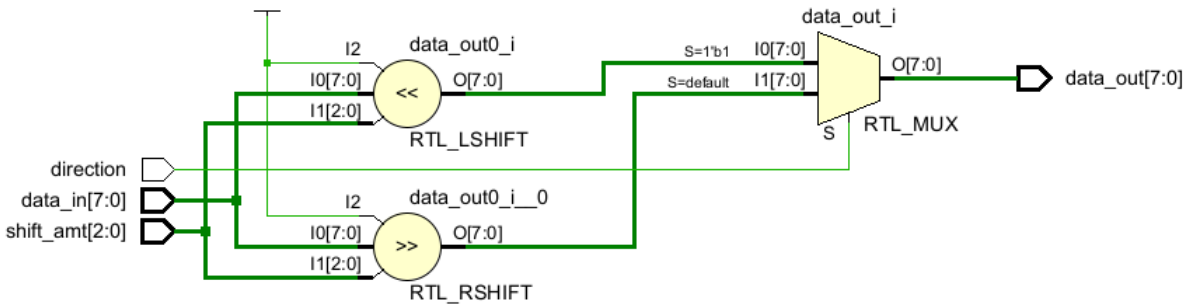 data_out_i
data_out0_i
I2
S=1'b1
I0[7:0]
O[7:0]
I0[7:0]
<<
O[7:0]
S=default
I1[7:0]
data_out[7:0]
I1[2:0]
S
RTL_MUX
RTL_LSHIFT
direction
data_in[7:0]
data_out0_i__0
I2
shift_amt[2:0]
I0[7:0]
>>
O[7:0]
I1[2:0]
RTL_RSHIFT